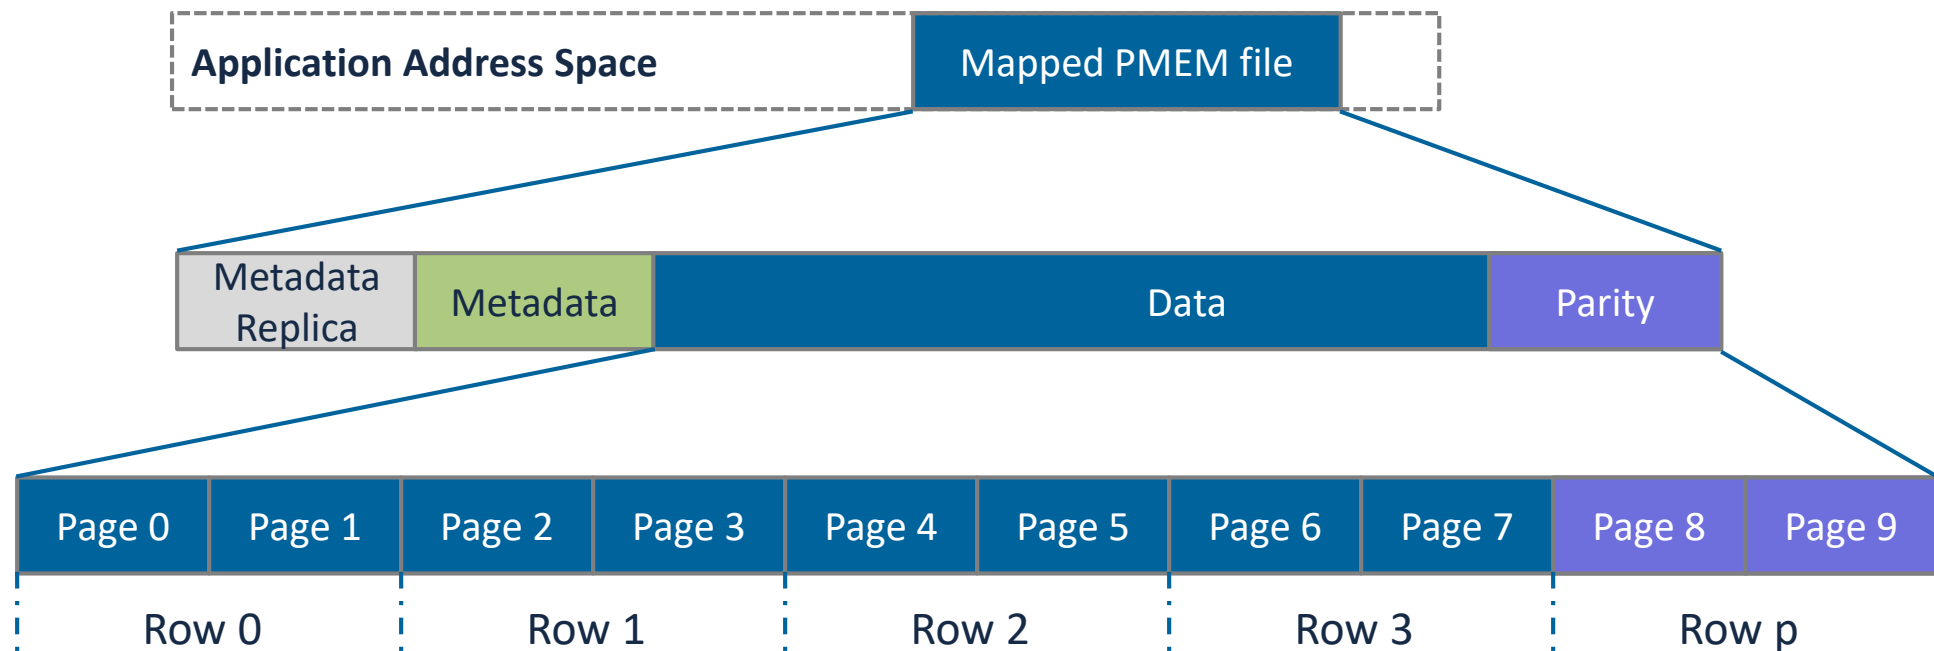 Application Address Space
Mapped PMEM file
Metadata
Replica
Metadata
Data
Parity
Page 0
Page 1
Page 2
Page 3
Page 4
Page 5
Page 6
Page 7
Page 8
Page 9
Row 0
Row 1
Row 2
Row 3
Row p